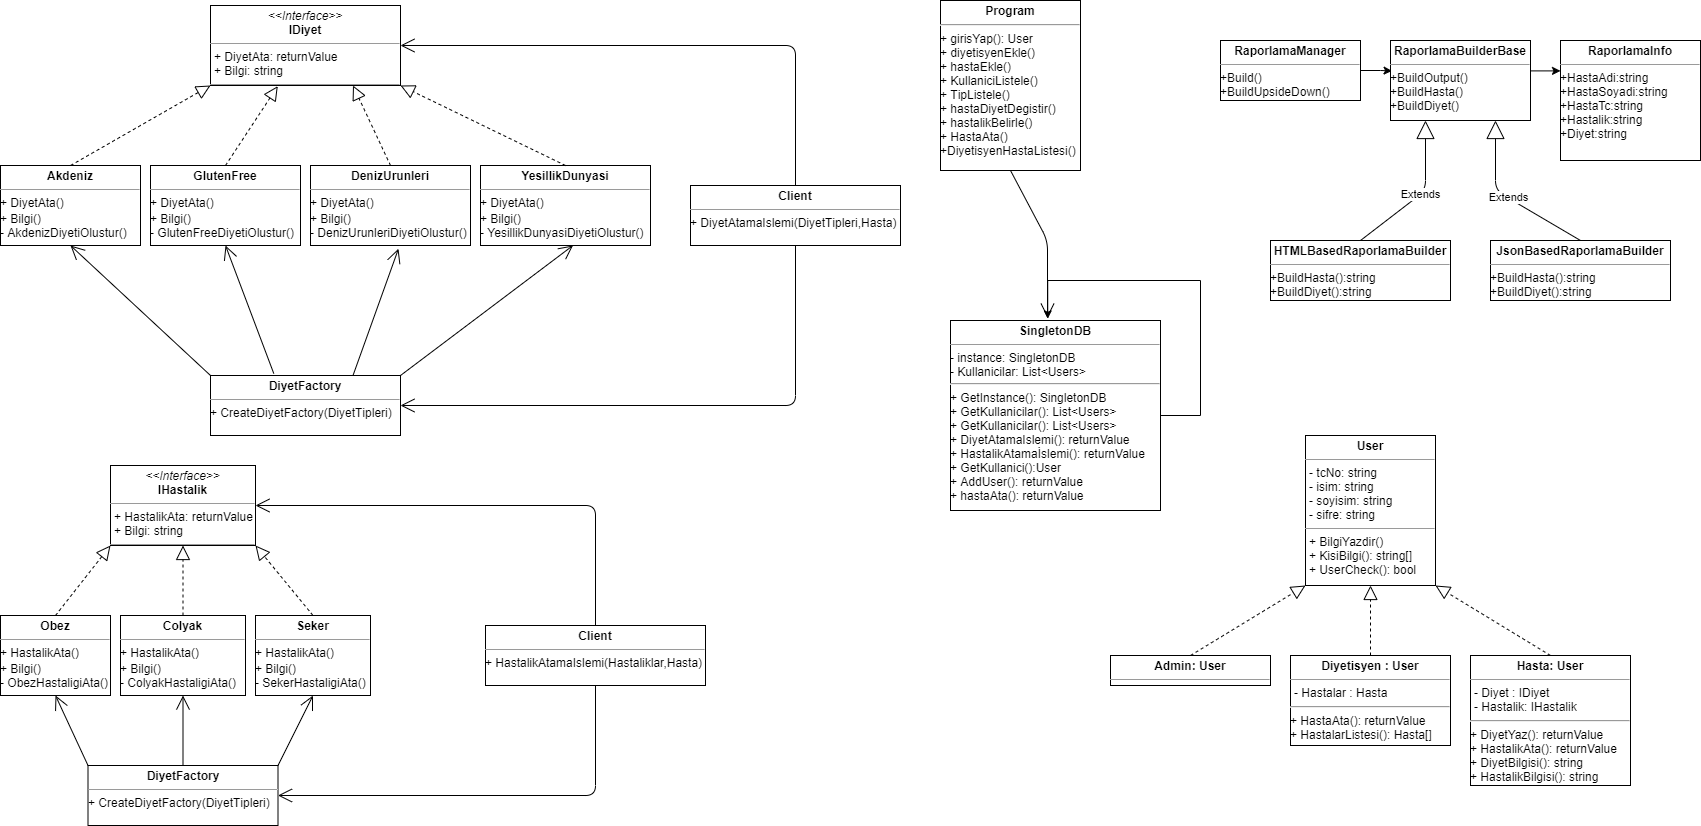 <<Interface>>
IDiyet
+ DiyetAta: returnValue
+ Bilgi: string
Akdeniz
+ DiyetAta()
+ Bilgi()
- AkdenizDiyetiOlustur()
GlutenFree
+ DiyetAta()
+ Bilgi()
- GlutenFreeDiyetiOlustur()
DenizUrunleri
+ DiyetAta()
+ Bilgi()
- DenizUrunleriDiyetiOlustur()
YesillikDunyasi
+ DiyetAta()
+ Bilgi()
- YesillikDunyasiDiyetiOlustur()
Client
+ DiyetAtamaIslemi(DiyetTipleri,Hasta)
DiyetFactory
+ CreateDiyetFactory(DiyetTipleri)
<<Interface>>
IHastalik
+ HastalikAta: returnValue
+ Bilgi: string
Obez
+ HastalikAta()
+ Bilgi()
- ObezHastaligiAta()
Colyak
+ HastalikAta()
+ Bilgi()
- ColyakHastaligiAta()
Seker
+ HastalikAta()
+ Bilgi()
- SekerHastaligiAta()
Client
+ HastalikAtamaIslemi(Hastaliklar,Hasta)
DiyetFactory
+ CreateDiyetFactory(DiyetTipleri)
Program
+ girisYap(): User
+ diyetisyenEkle()
+ hastaEkle()
+ KullaniciListele()
+ TipListele()
+ hastaDiyetDegistir()
+ hastalikBelirle()
+ HastaAta()
+DiyetisyenHastaListesi()
SingletonDB
- instance: SingletonDB
- Kullanicilar: List<Users>
+ GetInstance(): SingletonDB
+ GetKullanicilar(): List<Users>
+ GetKullanicilar(): List<Users>
+ DiyetAtamaIslemi(): returnValue
+ HastalikAtamaIslemi(): returnValue
+ GetKullanici():User
+ AddUser(): returnValue
+ hastaAta(): returnValue
RaporlamaManager
+Build()
+BuildUpsideDown()
RaporlamaBuilderBase
+BuildOutput()
+BuildHasta()
+BuildDiyet()
RaporlamaInfo
+HastaAdi:string
+HastaSoyadi:string
+HastaTc:string
+Hastalik:string
+Diyet:string
Extends
Extends
HTMLBasedRaporlamaBuilder
+BuildHasta():string
+BuildDiyet():string
JsonBasedRaporlamaBuilder
+BuildHasta():string
+BuildDiyet():string
User
- tcNo: string
- isim: string
- soyisim: string
- sifre: string
+ BilgiYazdir()
+ KisiBilgi(): string[]
+ UserCheck(): bool
Admin: User
Diyetisyen : User
- Hastalar : Hasta
+ HastaAta(): returnValue
+ HastalarListesi(): Hasta[]
Hasta: User
- Diyet : IDiyet
- Hastalik: IHastalik
+ DiyetYaz(): returnValue
+ HastalikAta(): returnValue
+ DiyetBilgisi(): string
+ HastalikBilgisi(): string